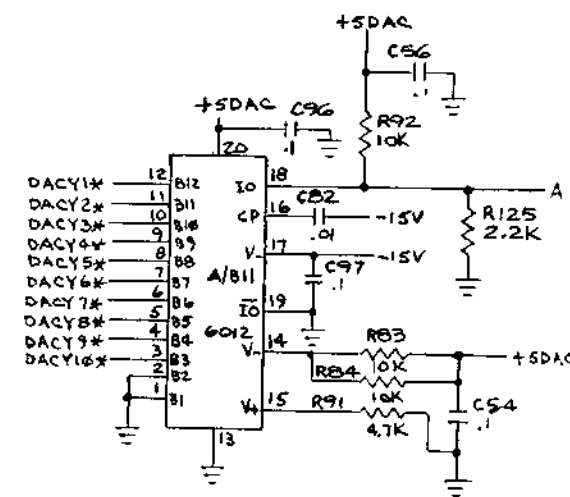 +5DAC
C56
.1
+5DAC
C96
.1
R92
10K
20
DACY1* 12 B12
DACY2* 11 B11
DACY3* 10 B10
DACY4* 9 B9
DACY5* 8 B8
DACY6* 7 B7
DACY7* 6 B6
DACY8* 5 B5
DACY9* 4 B4
DACY10* 3 B3
2 B2
1 B1
IO 18
A
CP 16
C82
.01
-15V
R125
2.2K
V- 17
-15V
A/B11
C97
.1
IO 19
6012
V- 14
R83
10K
+5DAC
R84
10K
V+ 15
R91
4.7K
C54
.1
13